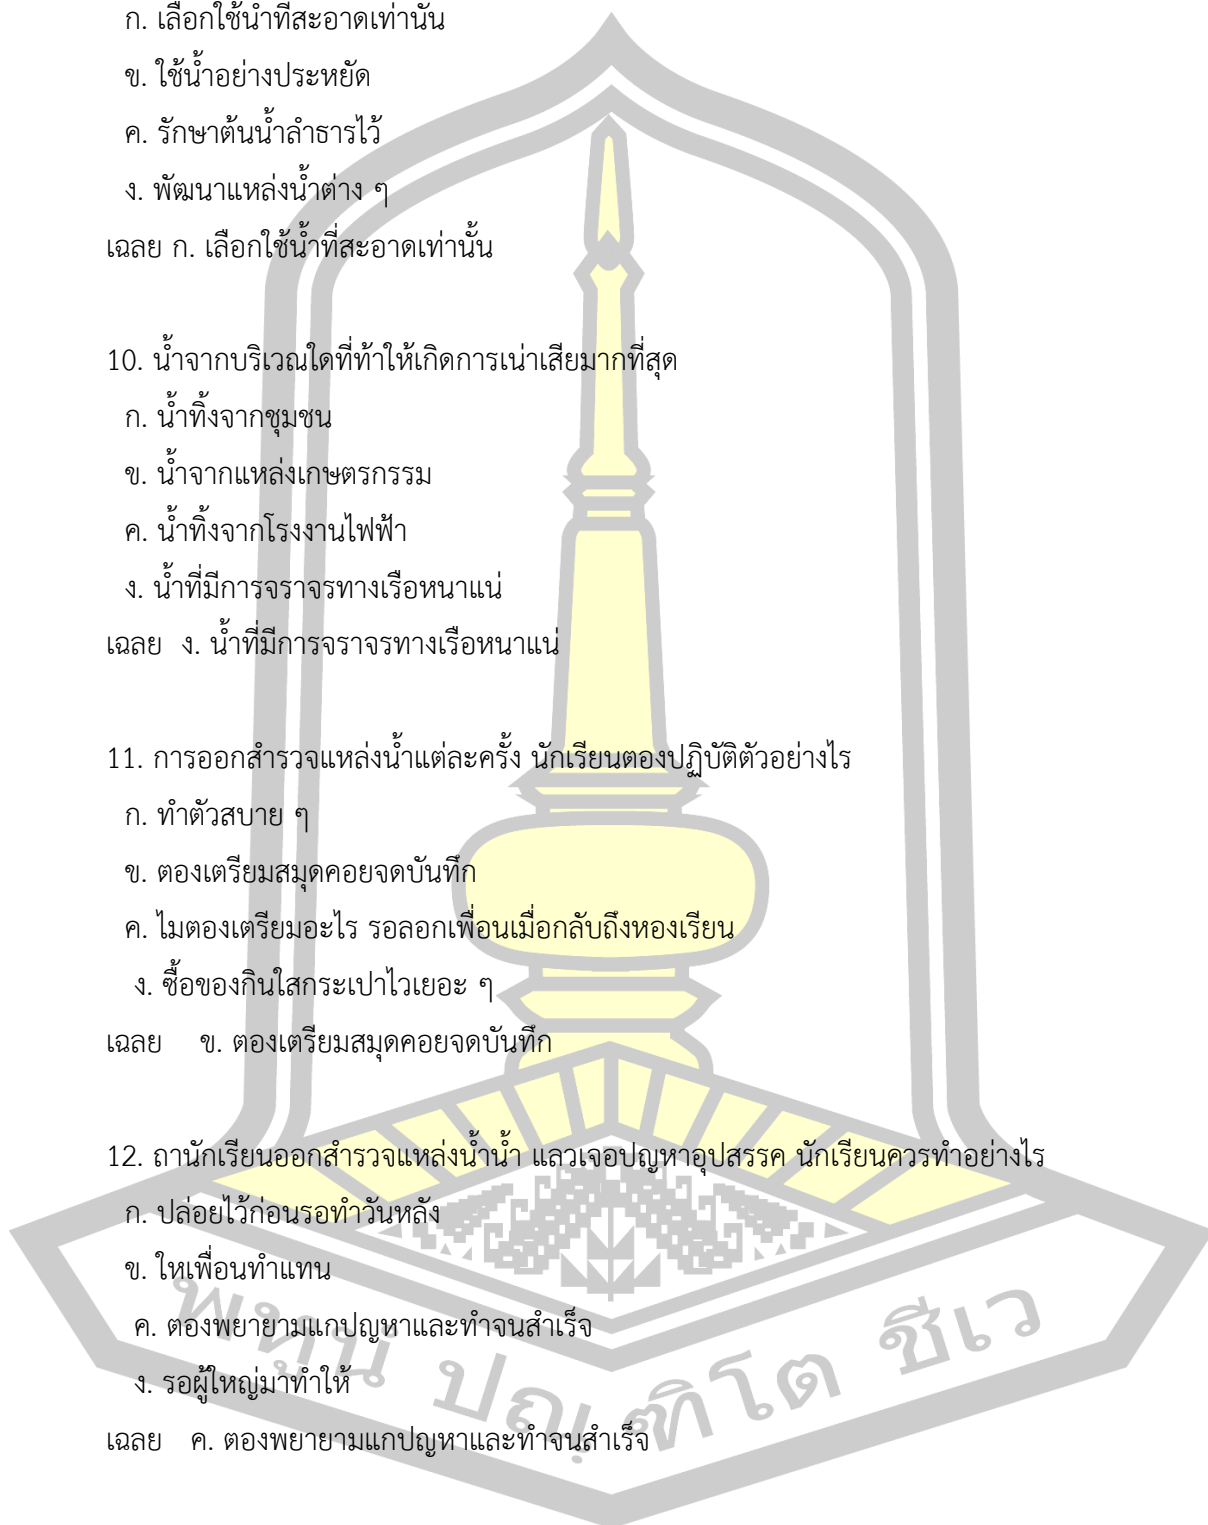 ก. เลือกใช้น้ำที่สะอาดเท่านั้น
ข. ใช้น้ำอย่างประหยัด
ค. รักษาต้นน้ำลำธารไว้
ง. พัฒนาแหล่งน้ำต่าง ๆ
เฉลย ก. เลือกใช้น้ำที่สะอาดเท่านั้น
10. น้ำจากบริเวณใดที่ท้าให้เกิดการเน่าเสียมากที่สุด
ก. น้ำทิ้งจากชุมชน
ข. น้ำจากแหล่งเกษตรกรรม
ค. น้ำทิ้งจากโรงงานไฟฟ้า
ง. น้ำที่มีการจราจรทางเรือหนาแน่
เฉลย ง. น้ำที่มีการจราจรทางเรือหนาแน่
11. การออกสำรวจแหล่งน้ำแต่ละครั้ง นักเรียนตองปฏิบัติตัวอย่างไร
ก. ทำตัวสบาย ๆ
ข. ตองเตรียมสมุดคอยจดบันทึก
ค. ไมตองเตรียมอะไร รอลอกเพื่อนเมื่อกลับถึงหองเรียน
ง. ซื้อของกินใสกระเปาไวเยอะ ๆ
เฉลย ข. ตองเตรียมสมุดคอยจดบันทึก
12. ถานักเรียนออกสำรวจแหล่งน้ำน้ำ แลวเจอปญหาอุปสรรค นักเรียนควรทำอย่างไร
ก. ปล่อยไว้ก่อนรอทำวันหลัง
ข. ใหเพื่อนทำแทน
ค. ตองพยายามแกปญหาและทำจนสำเร็จ
ง. รอผู้ใหญ่มาทำให้
เฉลย ค. ตองพยายามแกปญหาและทำจนสำเร็จ
พหูนํ ปณฺฑิโต ชีเว